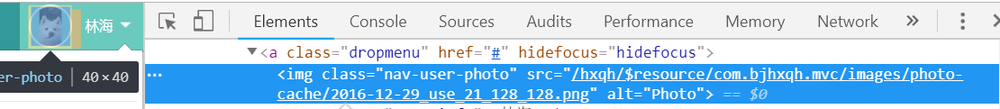 林海
Elements Console Sources Audits Performance Memory Network »
<a class="dropmenu" href="#" hidefocus="hidefocus">
er-photo 40×40
<img class="nav-user-photo" src="/hxqh/$resource/com.bjhxqh.mvc/images/photo-
cache/2016-12-29_use_21_128_128.png" alt="Photo"> == $0